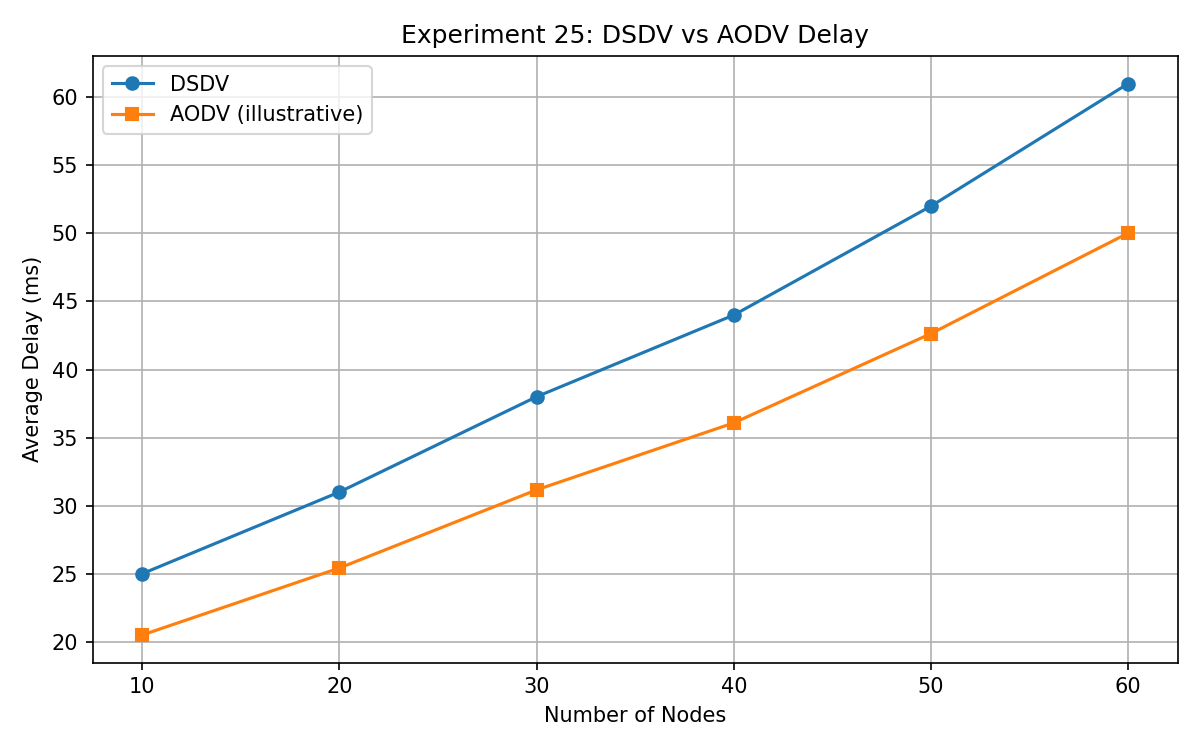 Experiment 25: DSDV vs AODV Delay
DSDV
AODV (illustrative)
Average Delay (ms)
60
55
50
45
40
35
30
25
20
10 20 30 40 50 60
Number of Nodes